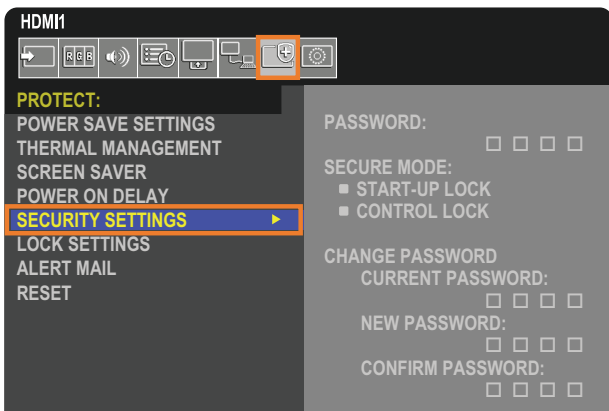 HDMI1
RGB
PROTECT:
POWER SAVE SETTINGS
THERMAL MANAGEMENT
SCREEN SAVER
POWER ON DELAY
SECURITY SETTINGS
LOCK SETTINGS
ALERT MAIL
RESET
PASSWORD:
SECURE MODE:
START-UP LOCK
CONTROL LOCK
CHANGE PASSWORD
CURRENT PASSWORD:
NEW PASSWORD:
CONFIRM PASSWORD: